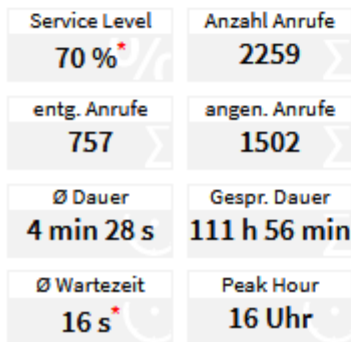 Service Level
70 %*
Anzahl Anrufe
2259
entg. Anrufe
757
angen. Anrufe
1502
Ø Dauer
4 min 28 s
Gespr. Dauer
111 h 56 min
Ø Wartezeit
16 s*
Peak Hour
16 Uhr